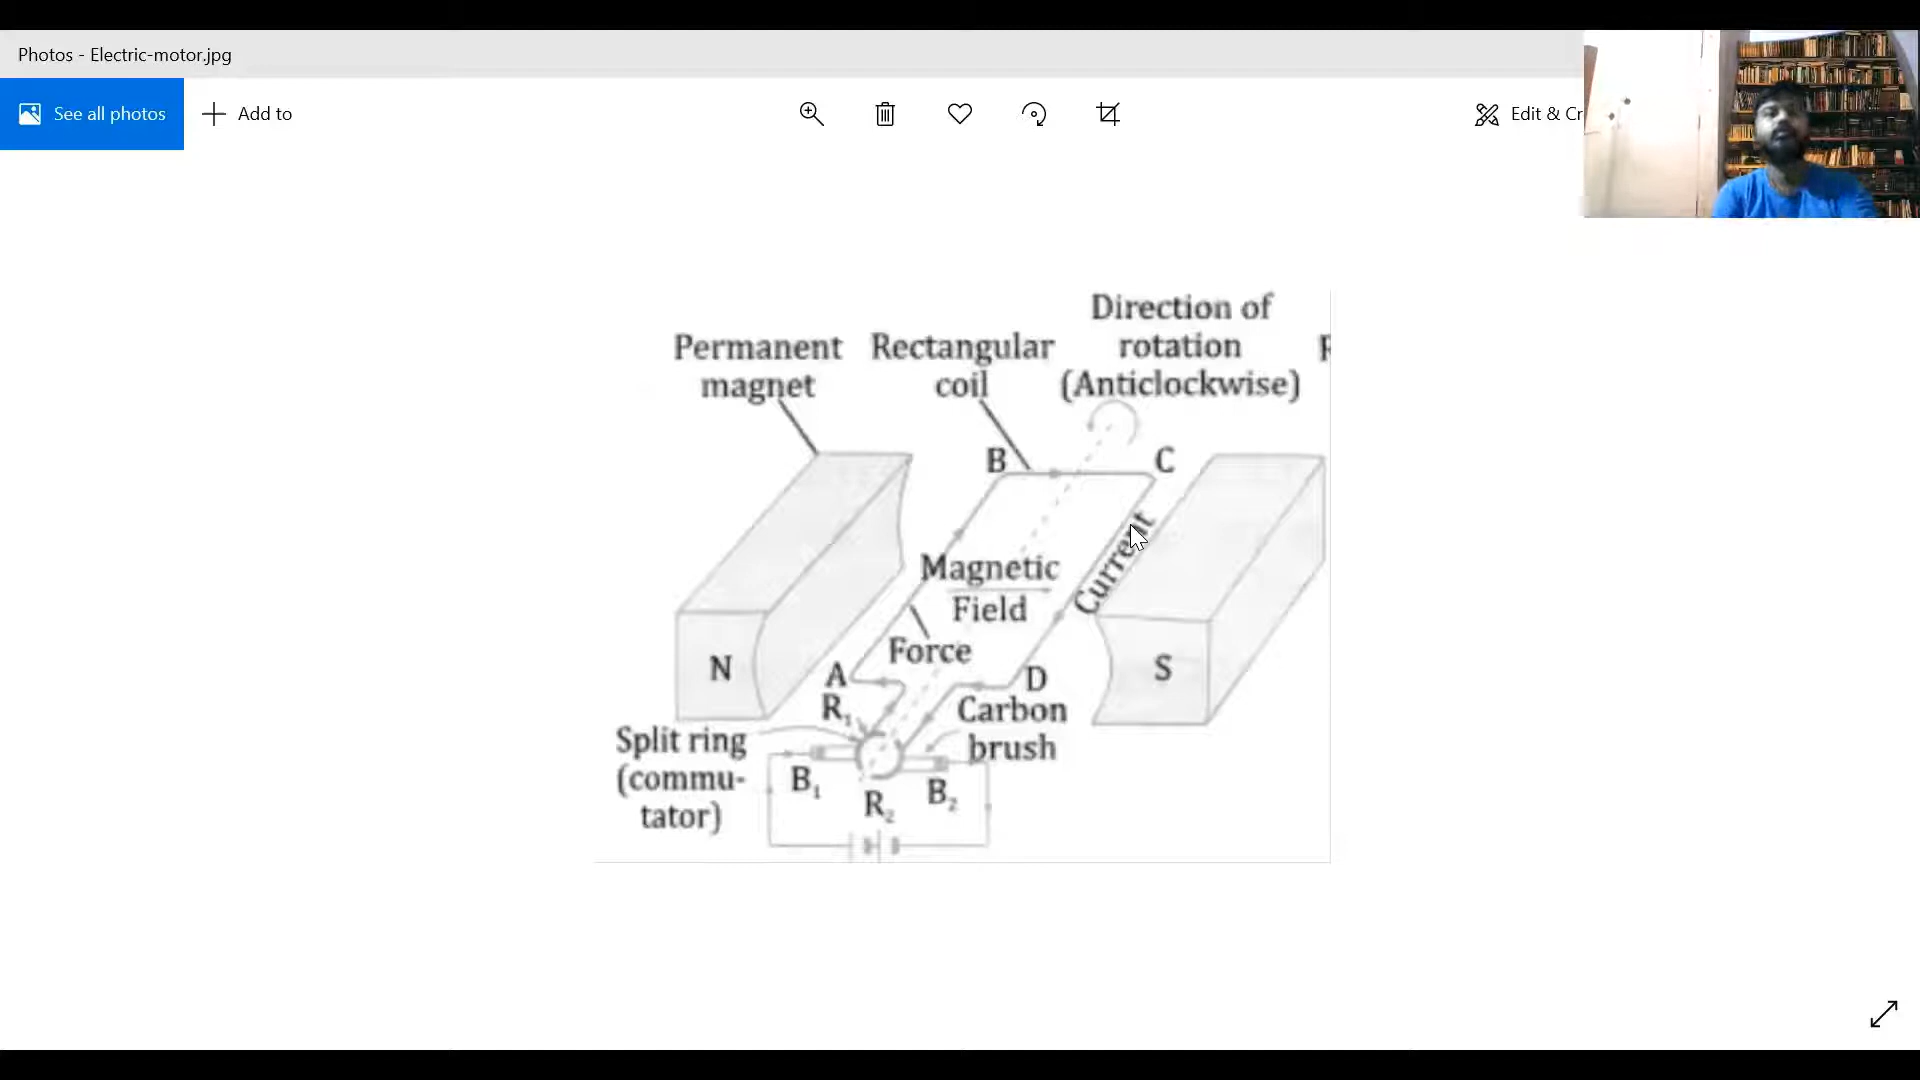 Photos - Electric-motor.jpg
See all photos
Add to
Edit & Cr
Direction of
rotation
(Anticlockwise)
Permanent
magnet
Rectangular
coil
B
C
Current
Magnetic
Field
Force
N
A
D
S
R₁
Carbon
brush
Split ring
(commu-
tator)
B₁
R₂
B₂